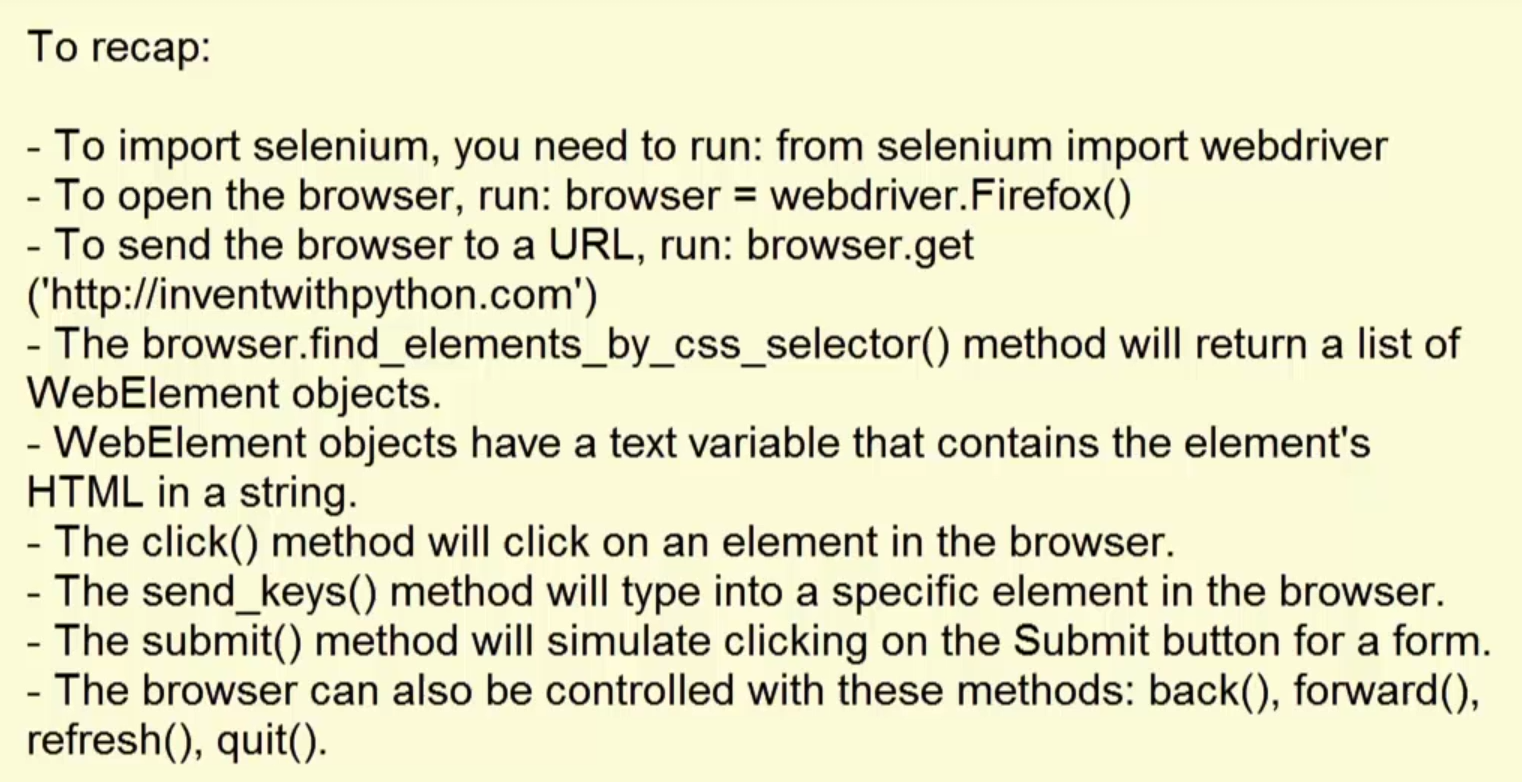 To recap:
- To import selenium, you need to run: from selenium import webdriver
- To open the browser, run: browser = webdriver.Firefox()
- To send the browser to a URL, run: browser.get
('http://inventwithpython.com')
- The browser.find_elements_by_css_selector() method will return a list of
WebElement objects.
- WebElement objects have a text variable that contains the element's
HTML in a string.
- The click() method will click on an element in the browser.
- The send_keys() method will type into a specific element in the browser.
- The submit() method will simulate clicking on the Submit button for a form.
- The browser can also be controlled with these methods: back(), forward(),
refresh(), quit().